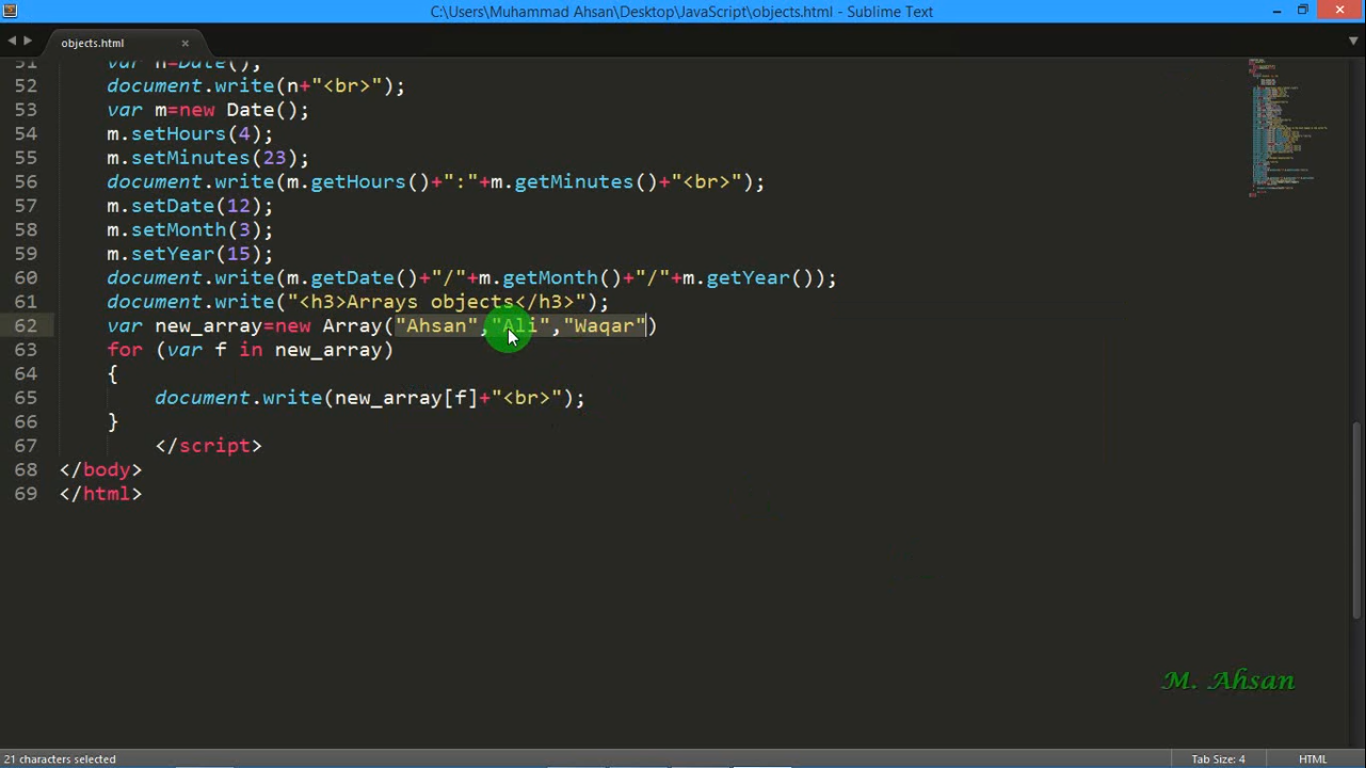 C:\Users\Muhammad Ahsan\Desktop\JavaScript\objects.html - Sublime Text
objects.html
51 var n=Date();
52 document.write(n+"<br>");
53 var m=new Date();
54 m.setHours(4);
55 m.setMinutes(23);
56 document.write(m.getHours()+":"+m.getMinutes()+"<br>");
57 m.setDate(12);
58 m.setMonth(3);
59 m.setYear(15);
60 document.write(m.getDate()+"/"+m.getMonth()+"/"+m.getYear());
61 document.write("<h3>Arrays objects</h3>");
62 var new_array=new Array("Ahsan","Ali","Waqar")
63 for (var f in new_array)
64 {
65 document.write(new_array[f]+"<br>");
66 }
67 </script>
68 </body>
69 </html>
M. Ahsan
21 characters selected Tab Size: 4 HTML